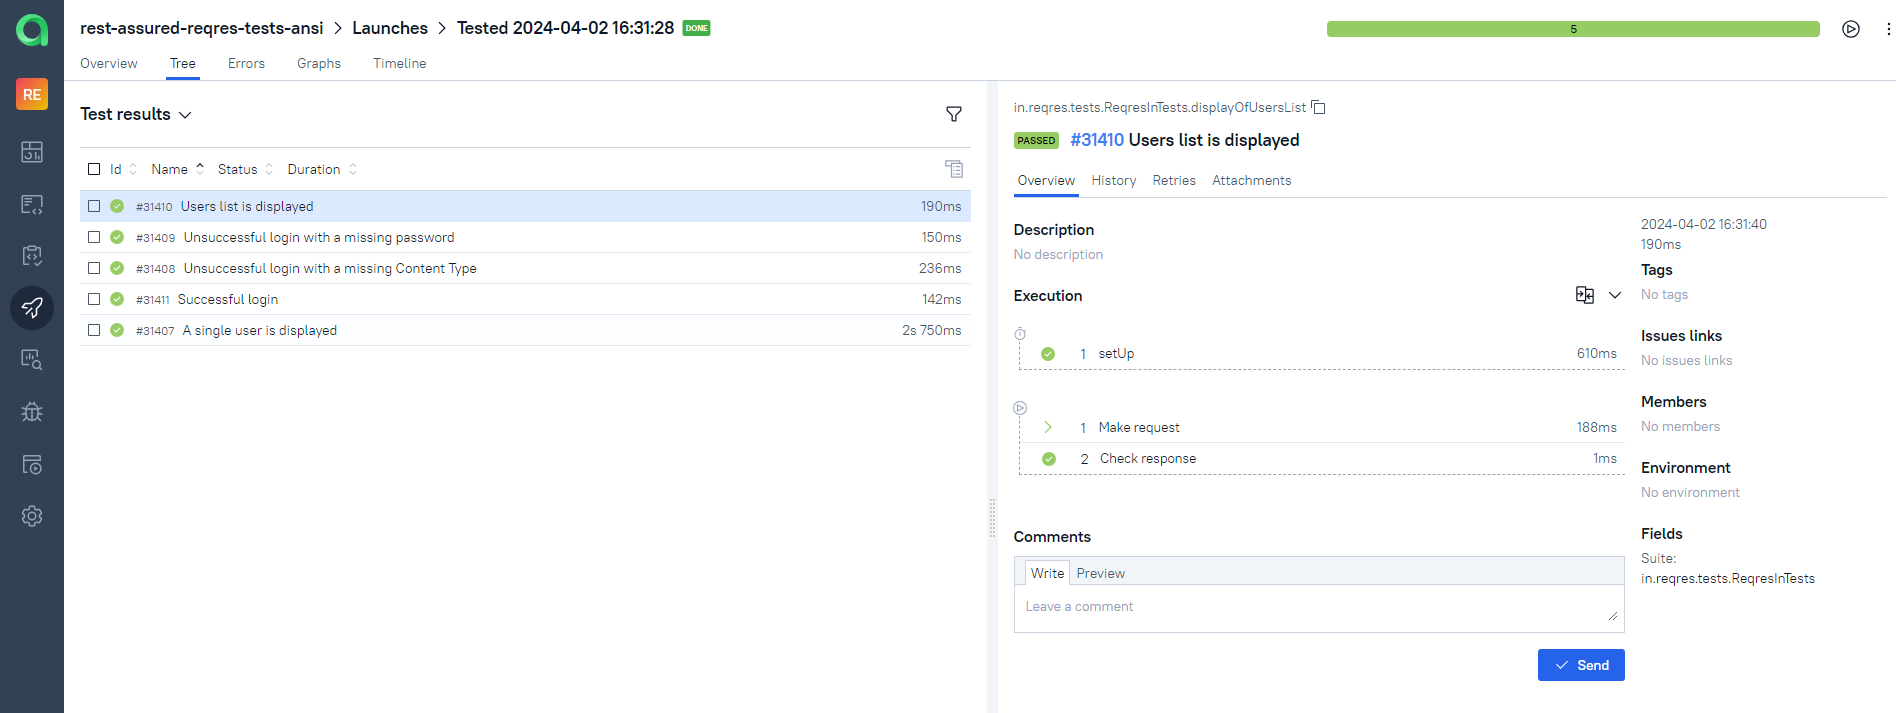 rest-assured-reqres-tests-ansi > Launches > Tested 2024-04-02 16:31:28 DONE
5
Overview Tree Errors Graphs Timeline
RE
Test results
Id Name Status Duration
#31410 Users list is displayed 190ms
#31409 Unsuccessful login with a missing password 150ms
#31408 Unsuccessful login with a missing Content Type 236ms
#31411 Successful login 142ms
#31407 A single user is displayed 2s 750ms
in.reqres.tests.ReqresInTests.displayOfUsersList
PASSED #31410 Users list is displayed
Overview History Retries Attachments
Description
No description
Execution
1 setUp 610ms
1 Make request 188ms
2 Check response 1ms
Comments
Write Preview
Leave a comment
Send
2024-04-02 16:31:40
190ms
Tags
No tags
Issues links
No issues links
Members
No members
Environment
No environment
Fields
Suite:
in.reqres.tests.ReqresInTests